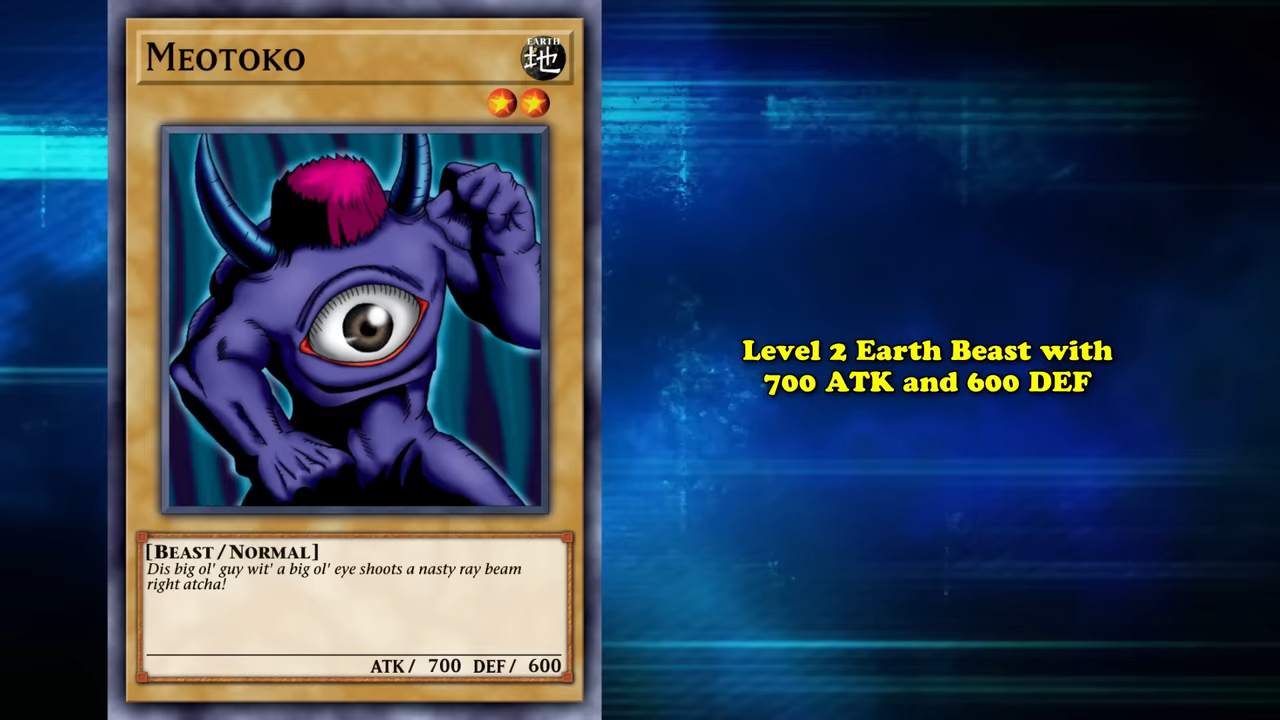 MEOTOKO
EARTH
地
Level 2 Earth Beast with
700 ATK and 600 DEF
[BEAST/NORMAL]
Dis big ol' guy wit' a big ol' eye shoots a nasty ray beam
right atcha!
ATK/ 700 DEF/ 600